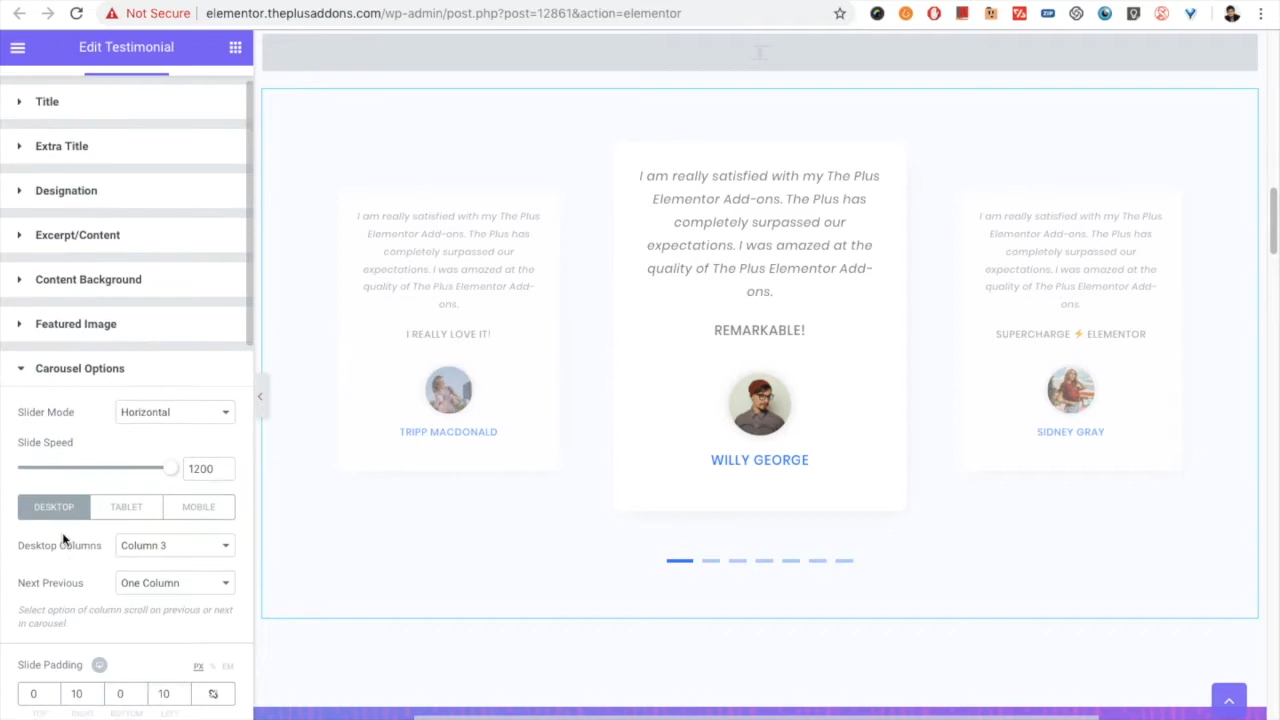 Not Secure
elementor.theplusaddons.com/wp-admin/post.php?post=12861&action=elementor
ZIP
Edit Testimonial
Title
Extra Title
Designation
Excerpt/Content
Content Background
Featured Image
Carousel Options
Slider Mode
Horizontal
Slide Speed
1200
DESKTOP
TABLET
MOBILE
Desktop Columns
Column 3
Next Previous
One Column
Select option of column scroll on previous or next
in carousel
Slide Padding
PX
%
EM
0
10
0
10
TOP
RIGHT
BOTTOM
LEFT
I am really satisfied with my The Plus
Elementor Add-ons. The Plus has
completely surpassed our
expectations. I was amazed at the
quality of The Plus Elementor Add-
ons.
I REALLY LOVE IT!
TRIPP MACDONALD
I am really satisfied with my The Plus
Elementor Add-ons. The Plus has
completely surpassed our
expectations. I was amazed at the
quality of The Plus Elementor Add-
ons.
REMARKABLE!
WILLY GEORGE
I am really satisfied with my The Plus
Elementor Add-ons. The Plus has
completely surpassed our
expectations. I was amazed at the
quality of The Plus Elementor Add-
ons.
SUPERCHARGE ⚡ ELEMENTOR
SIDNEY GRAY